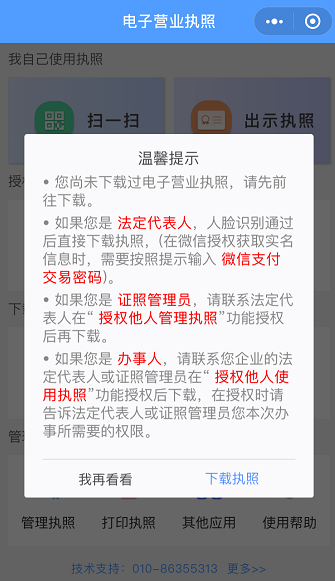 电子营业执照
我自己使用执照
扫一扫
出示执照
温馨提示
• 您尚未下载过电子营业执照，请先前
往下载。
• 如果您是 法定代表人，人脸识别通过
后直接下载执照，(在微信授权获取实名
信息时，需要按照提示输入 微信支付
交易密码)。
• 如果您是 证照管理员，请联系法定代
表人在“ 授权他人管理执照”功能授权
后再下载。
• 如果您是 办事人，请联系您企业的法
定代表人或证照管理员在“ 授权他人使
用执照”功能授权后下载，在授权时请
告诉法定代表人或证照管理员您本次办
事所需要的权限。
我再看看
下载执照
管理执照
打印执照
其他应用
使用帮助
技术支持：010-86355313 更多>>